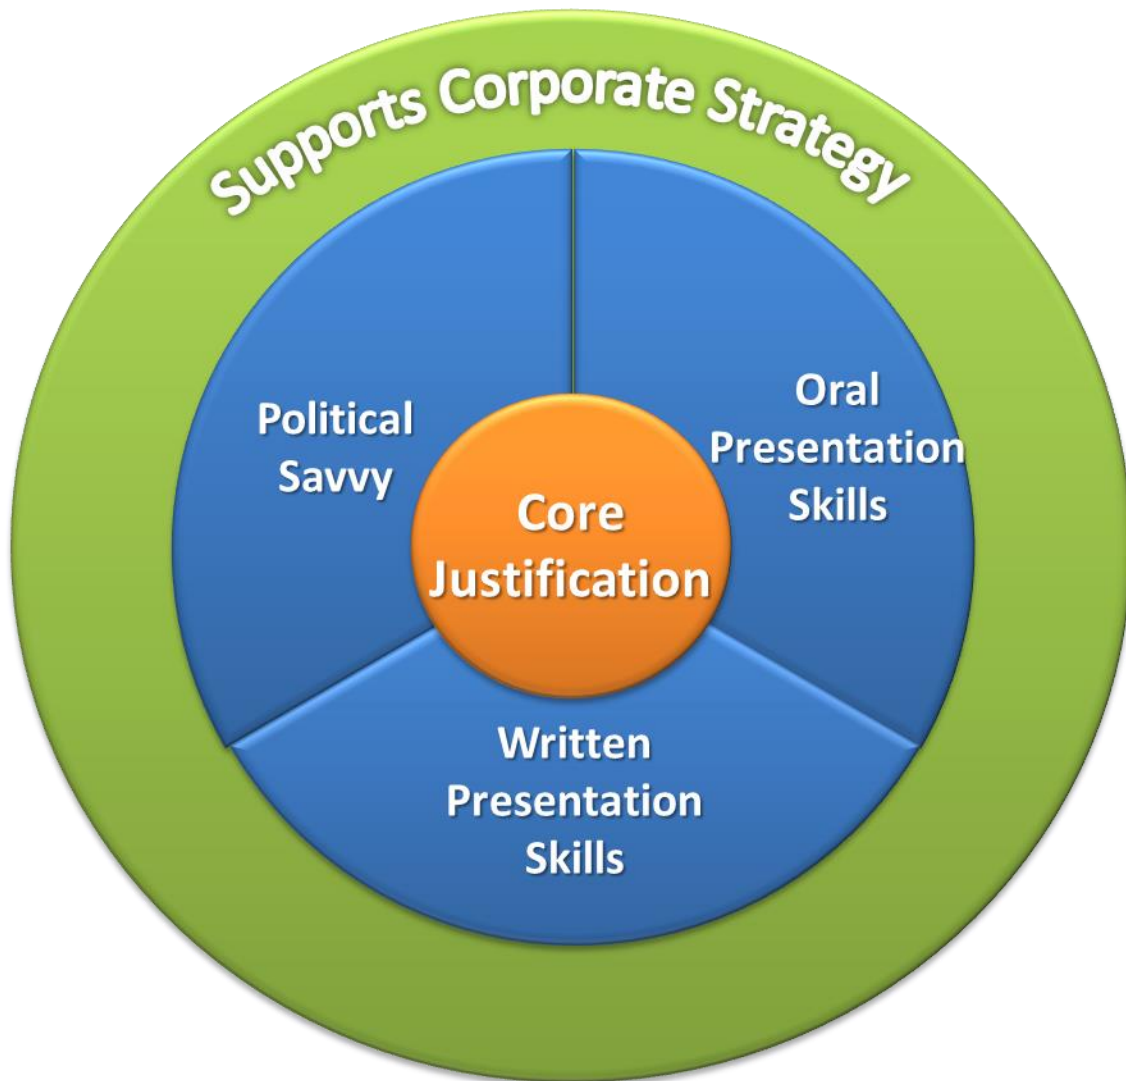 Supports Corporate Strategy
Political
Savvy
Oral
Presentation
Skills
Core
Justification
Written
Presentation
Skills